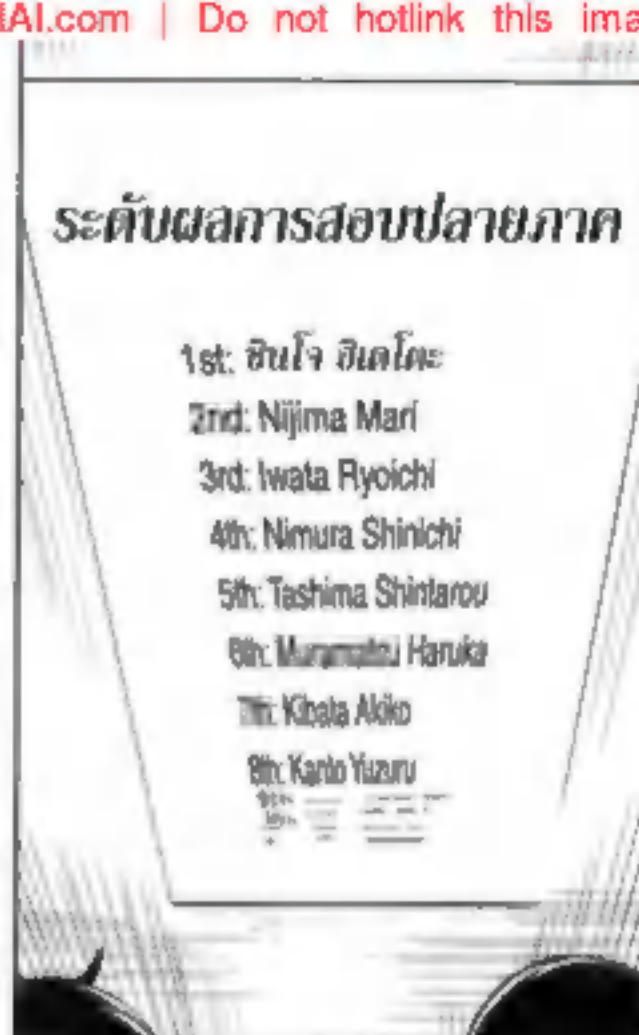 AI.com | Do not hotlink this ima
ระดับผลการสอบปลายภาค
1st: ชินโจ ฮิเดโตะ
2nd: Nijima Mari
3rd: Iwata Ryoichi
4th: Nimura Shinichi
5th: Tashima Shintarou
6th: Muramatsu Haruka
7th: Kibata Akiko
8th: Kanto Yuzuru